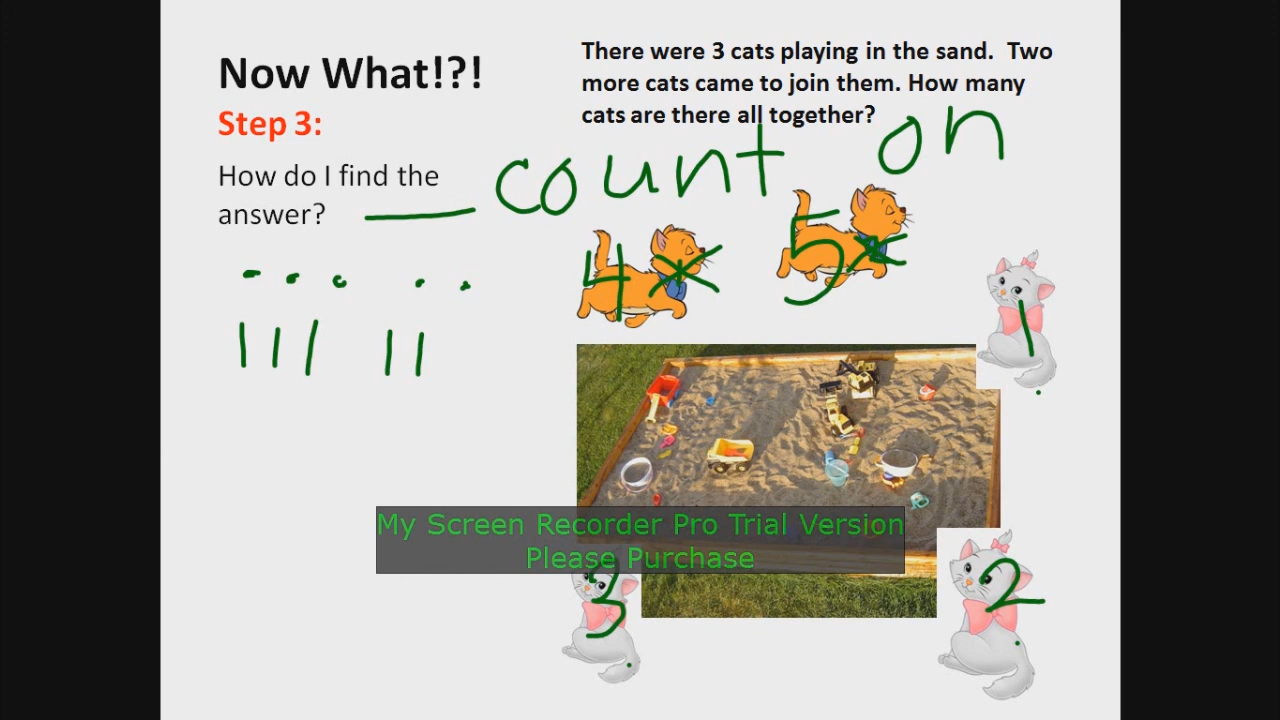 Now What!?!
Step 3:
How do I find the
answer?
There were 3 cats playing in the sand.  Two
more cats came to join them. How many
cats are there all together?
count on
4 5
1
My Screen Recorder Pro Trial Version
Please Purchase
3 2